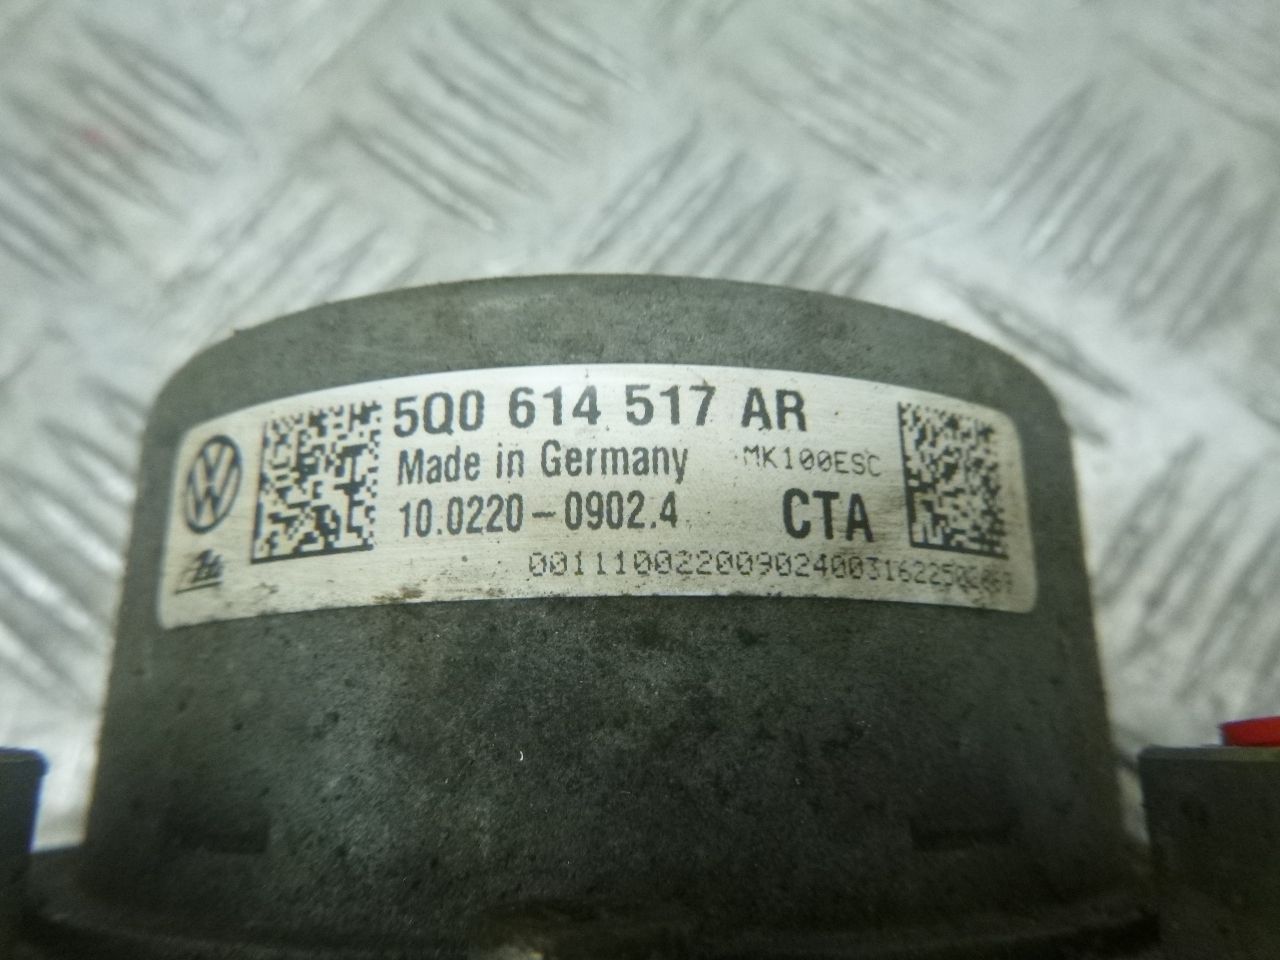 5Q0 614 517 AR
Made in Germany MK100ESC
10.0220-0902.4 CTA